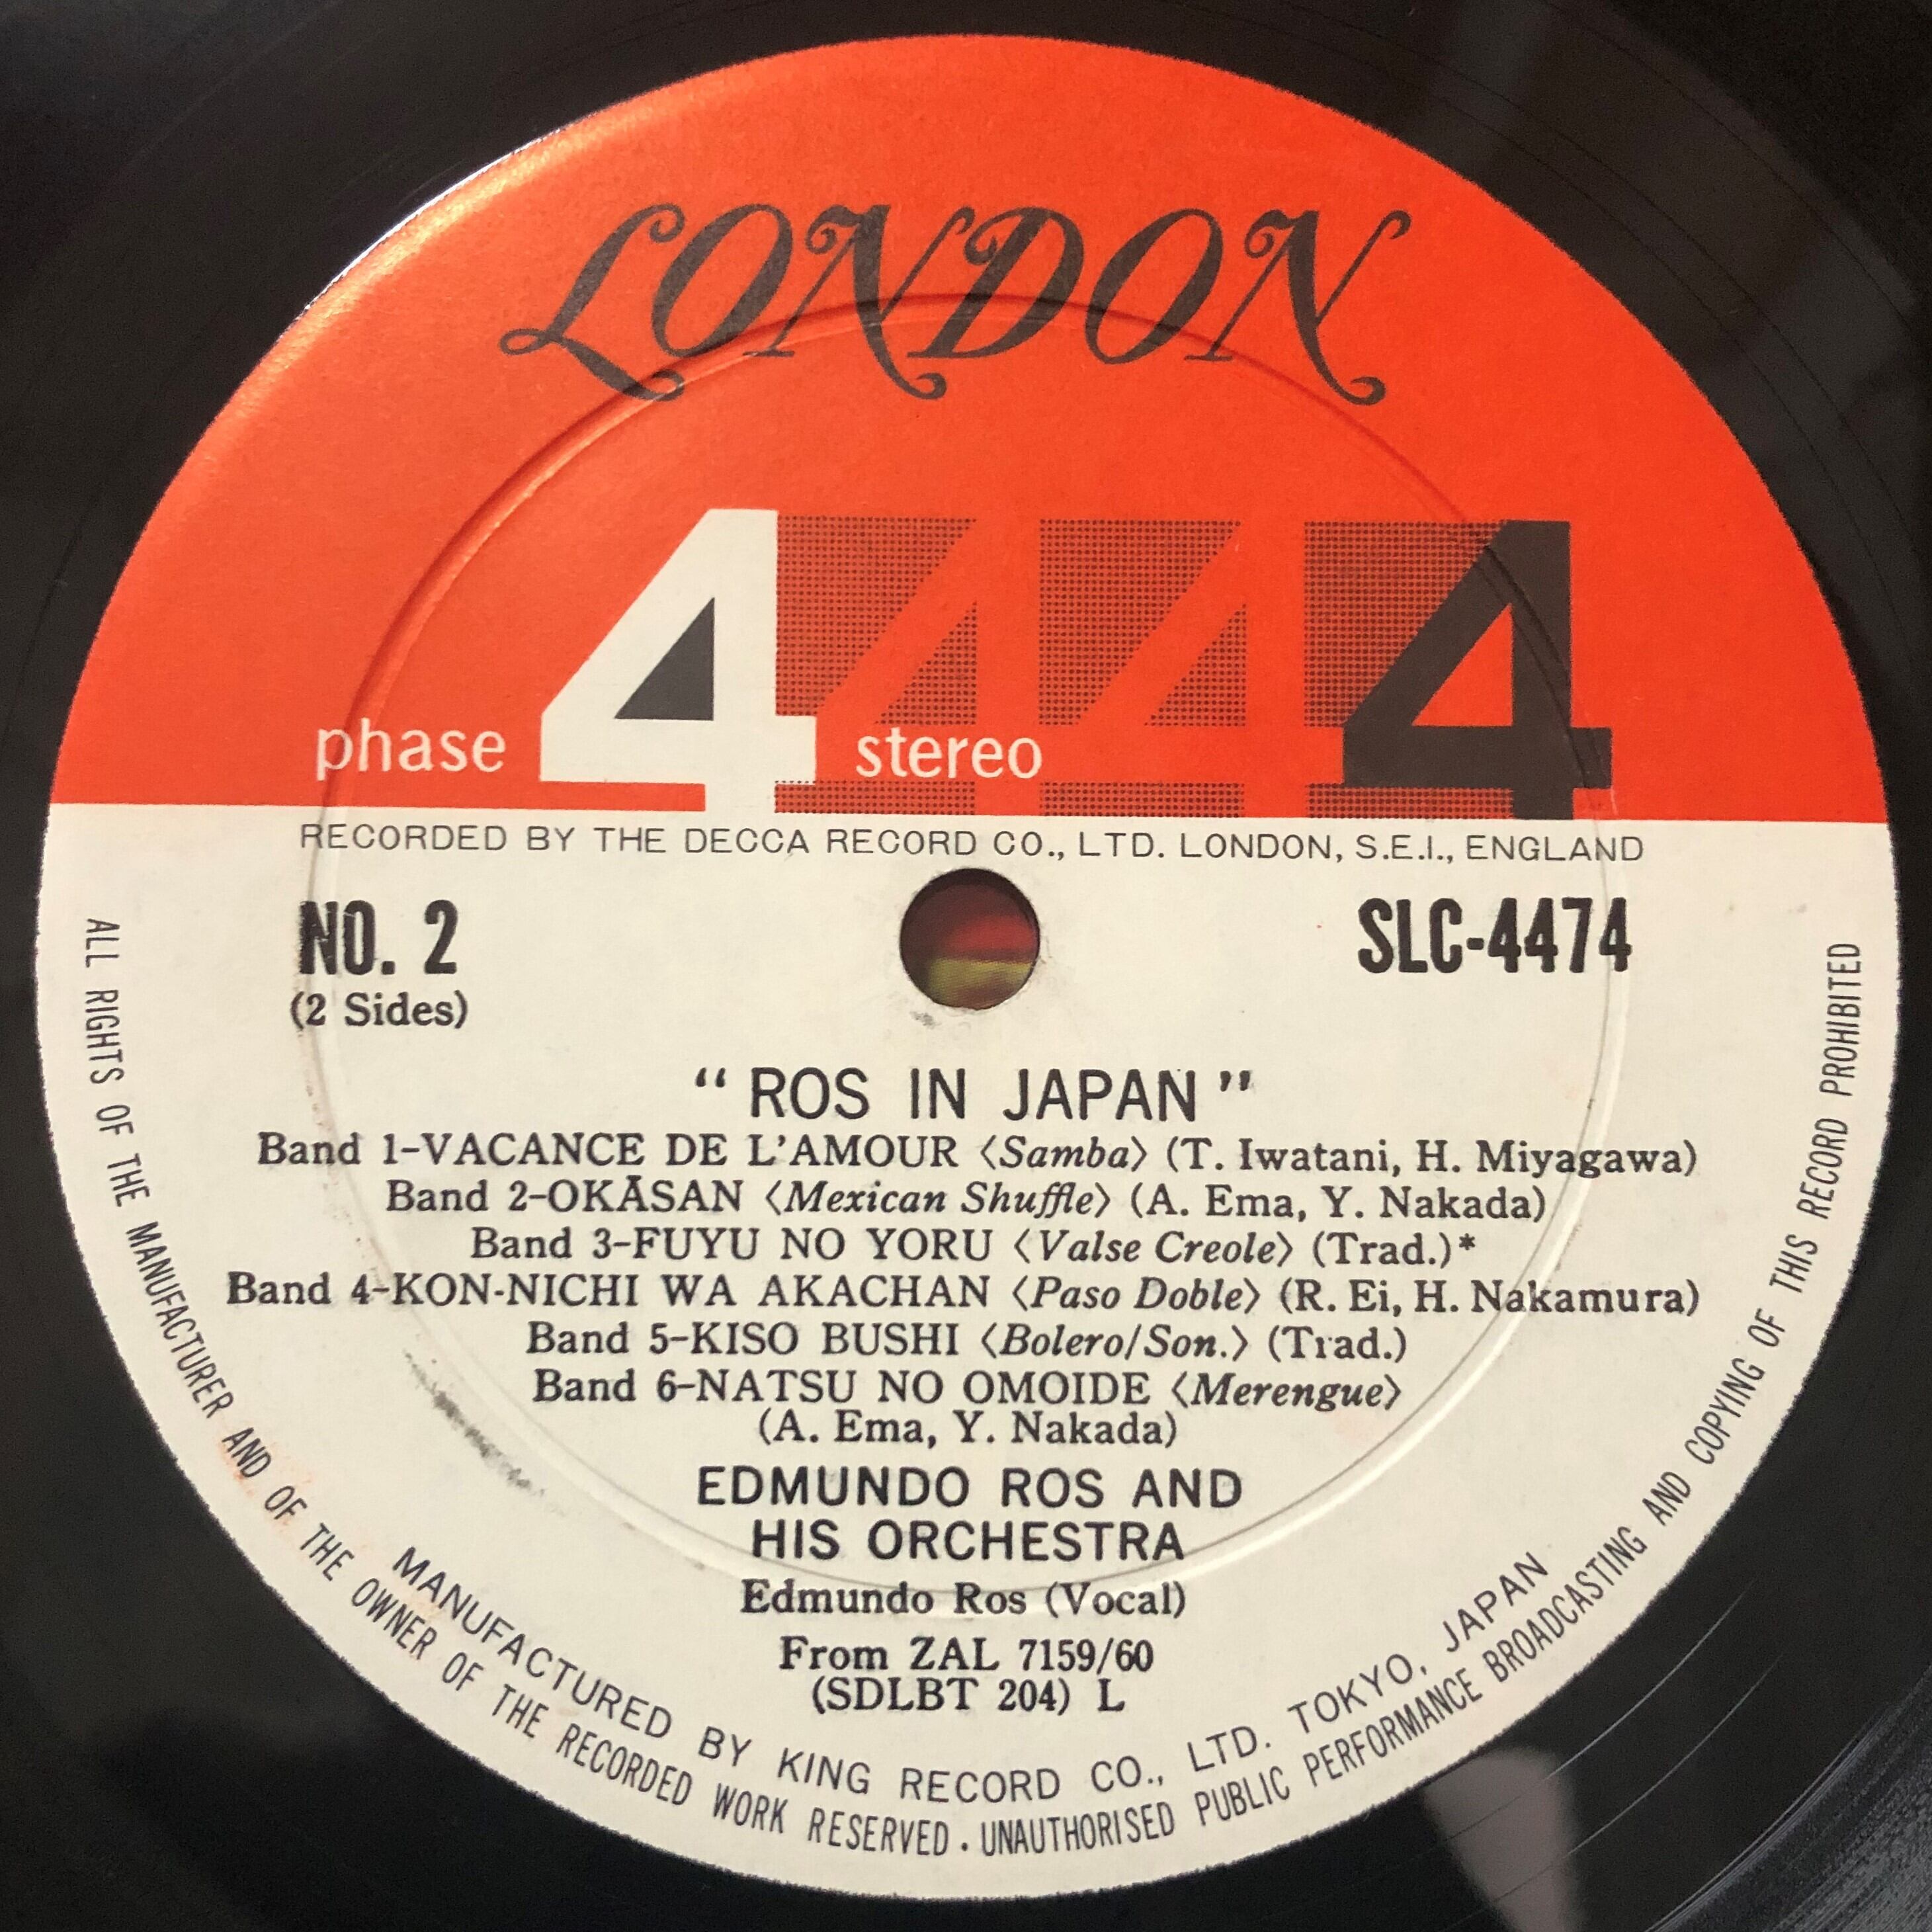 LONDON
phase 4 stereo 4 4 4
RECORDED BY THE DECCA RECORD CO., LTD. LONDON, S.E.I., ENGLAND
NO. 2
(2 Sides)
SLC-4474
“ROS IN JAPAN”
Band 1-VACANCE DE L'AMOUR 〈Samba〉 (T. Iwatani, H. Miyagawa)
Band 2-OKĀSAN 〈Mexican Shuffle〉 (A. Ema, Y. Nakada)
Band 3-FUYU NO YORU 〈Valse Creole〉 (Trad.)*
Band 4-KON-NICHI WA AKACHAN 〈Paso Doble〉 (R. Ei, H. Nakamura)
Band 5-KISO BUSHI 〈Bolero/Son.〉 (Trad.)
Band 6-NATSU NO OMOIDE 〈Merengue〉
(A. Ema, Y. Nakada)
EDMUNDO ROS AND
HIS ORCHESTRA
Edmundo Ros (Vocal)
From ZAL 7159/60
(SDLBT 204) L
MANUFACTURED BY KING RECORD CO., LTD. TOKYO, JAPAN
ALL RIGHTS OF THE MANUFACTURER AND OF THE OWNER OF THE RECORDED WORK RESERVED . UNAUTHORISED PUBLIC PERFORMANCE BROADCASTING AND COPYING OF THIS RECORD PROHIBITED